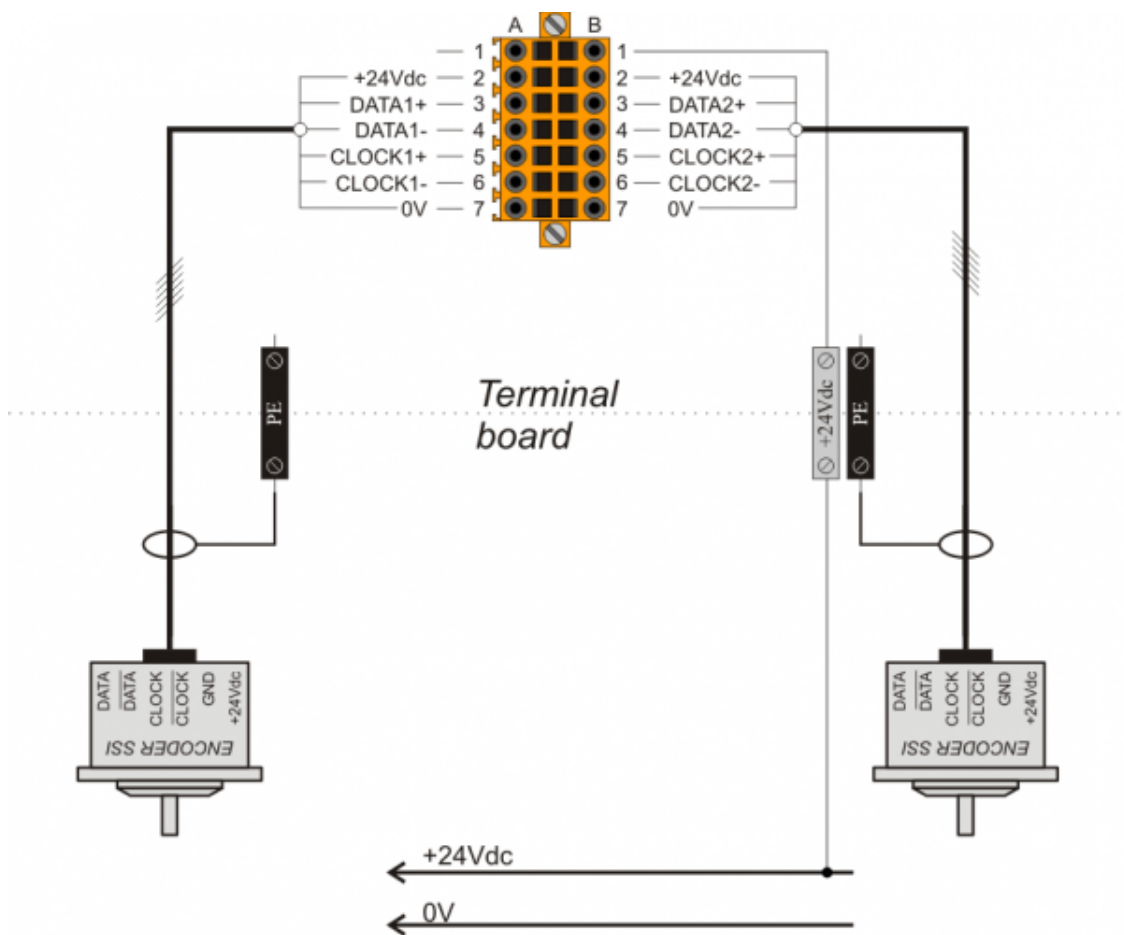 A B
1 1
+24Vdc 2 2 +24Vdc
DATA1+ 3 3 DATA2+
DATA1- 4 4 DATA2-
CLOCK1+ 5 5 CLOCK2+
CLOCK1- 6 6 CLOCK2-
0V 7 7 0V
PE
Terminal
board
+24Vdc
PE
DATA
DATA
CLOCK
CLOCK
GND
+24Vdc
ENCODER SSI
DATA
DATA
CLOCK
CLOCK
GND
+24Vdc
ENCODER SSI
+24Vdc
0V